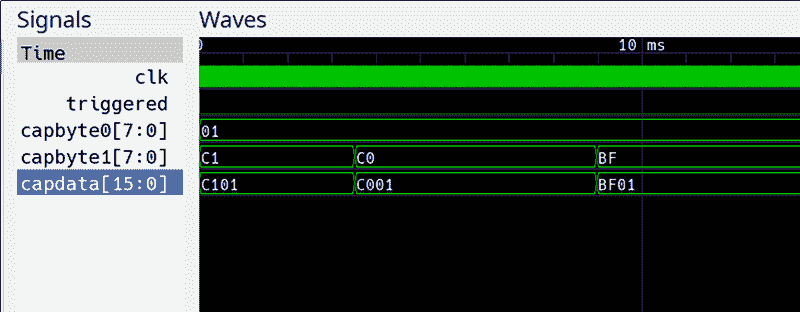 Signals Waves
Time 0 10 ms
clk
triggered
capbyte0[7:0] 01
capbyte1[7:0] C1 C0 BF
capdata[15:0] C101 C001 BF01